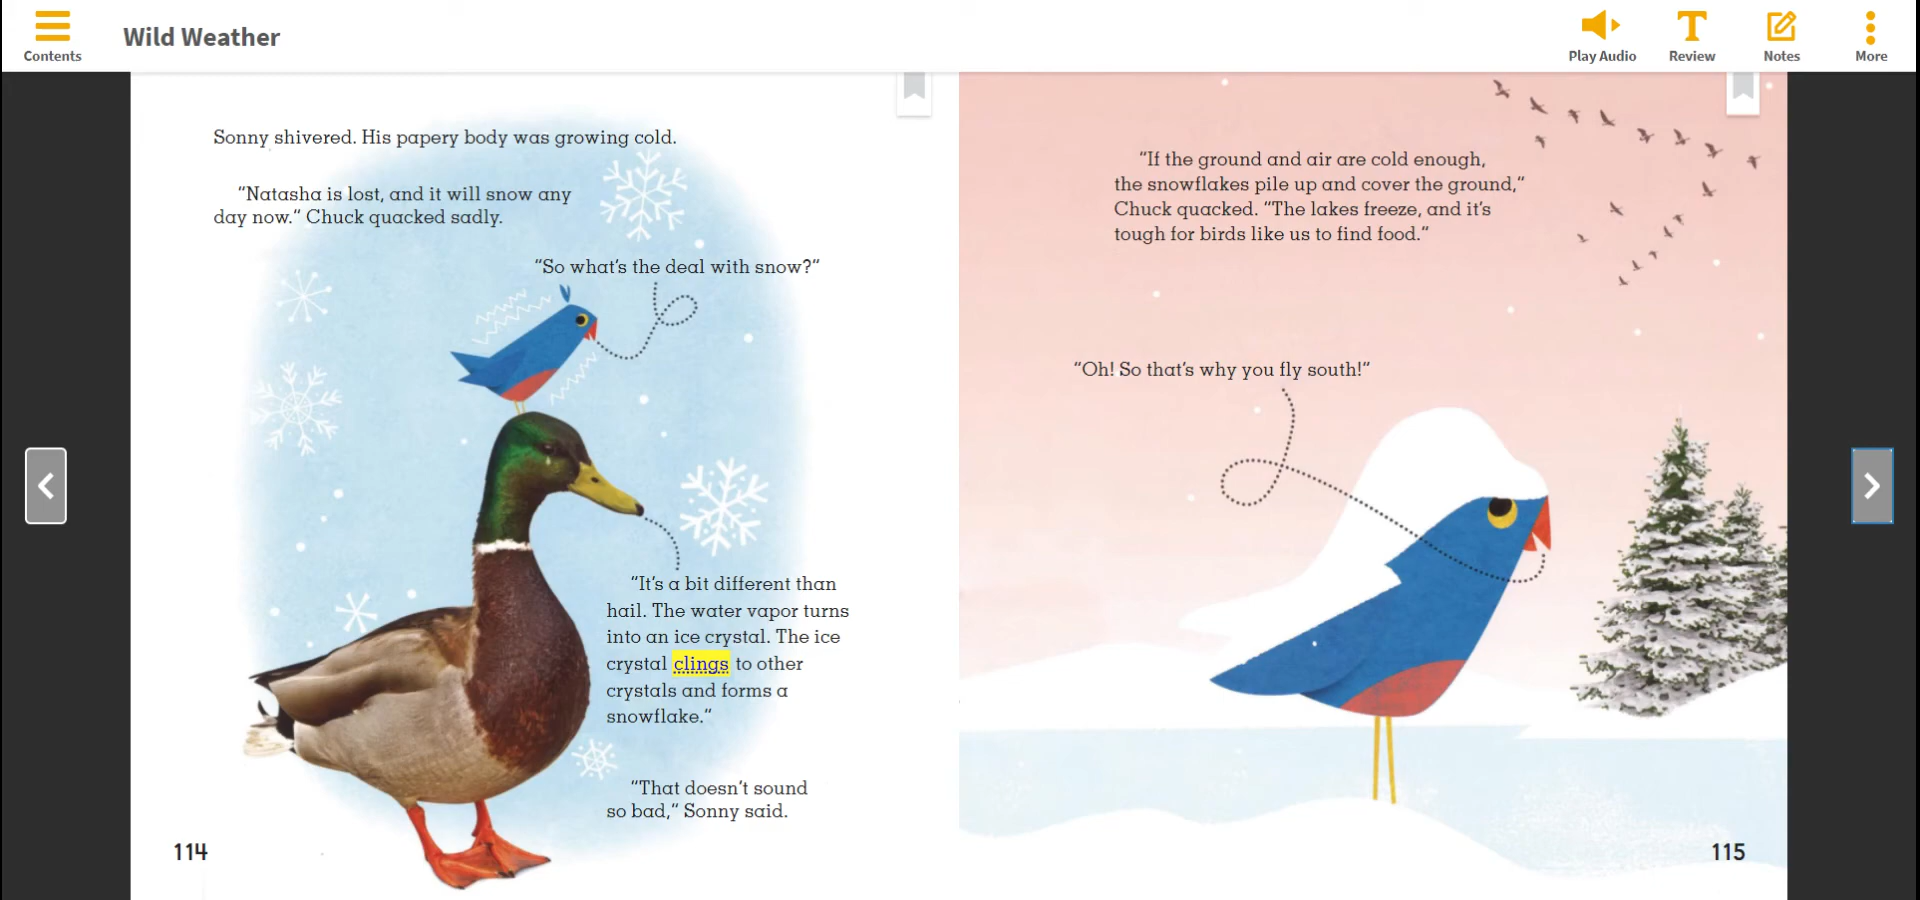 Contents
Wild Weather
Play Audio
Review
Notes
More
Sonny shivered. His papery body was growing cold.
"Natasha is lost, and it will snow any
day now." Chuck quacked sadly.
"So what's the deal with snow?"
"It's a bit different than
hail. The water vapor turns
into an ice crystal. The ice
crystal clings to other
crystals and forms a
snowflake."
"That doesn't sound
so bad," Sonny said.
114
"If the ground and air are cold enough,
the snowflakes pile up and cover the ground,"
Chuck quacked. "The lakes freeze, and it's
tough for birds like us to find food."
"Oh! So that's why you fly south!"
115